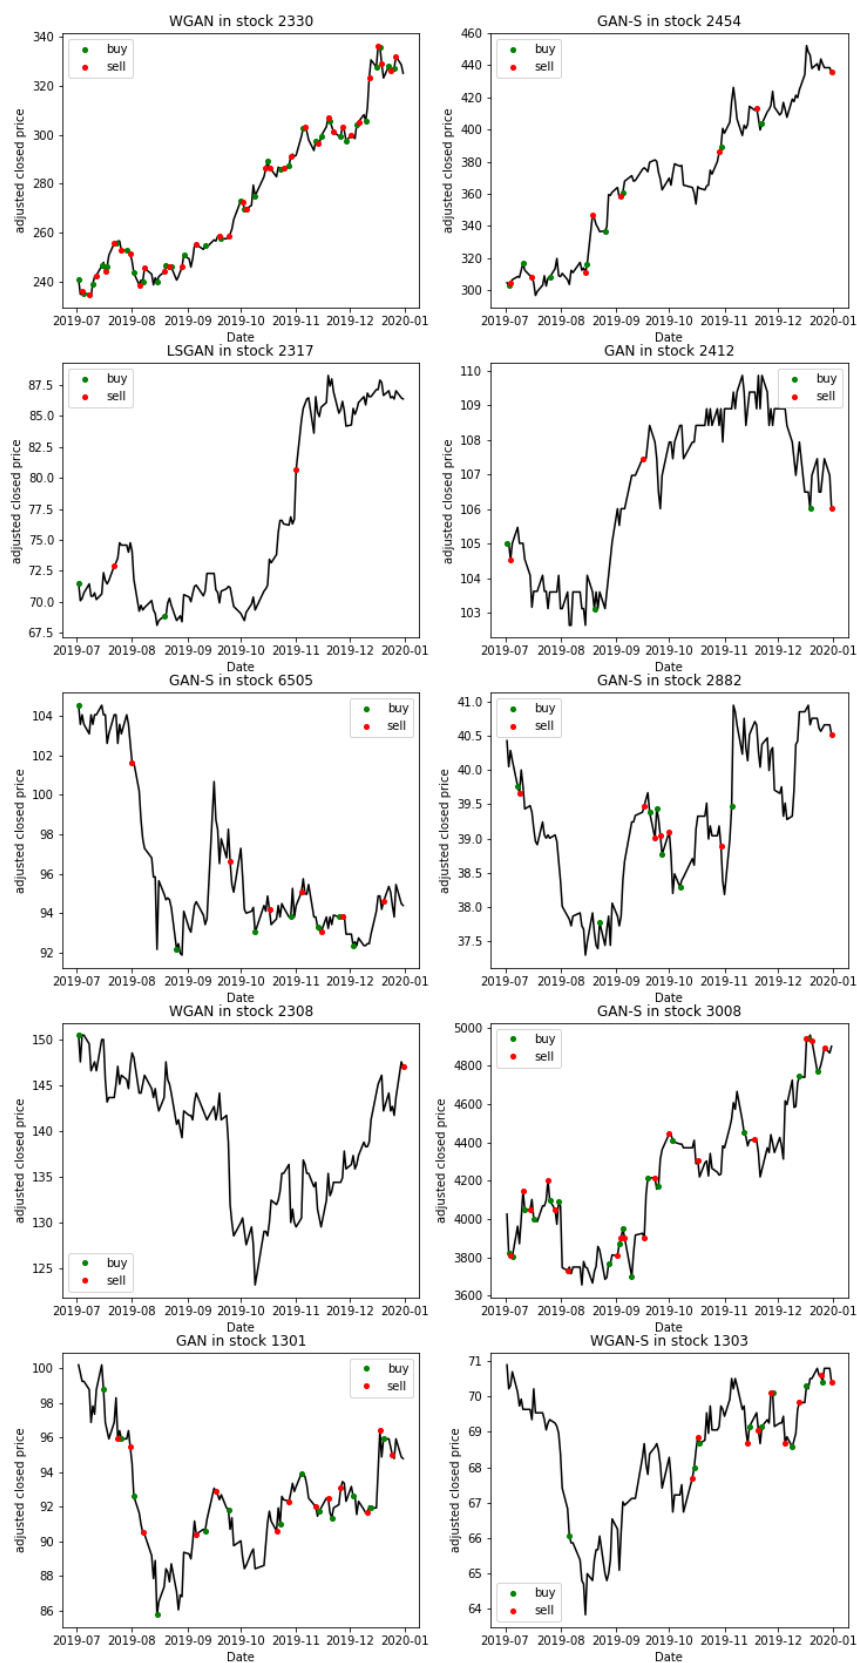 WGAN in stock 2330
adjusted closed price
340
320
300
280
260
240
buy
sell
2019-07 2019-08 2019-09 2019-10 2019-11 2019-12 2020-01
Date
GAN-S in stock 2454
adjusted closed price
460
440
420
400
380
360
340
320
300
buy
sell
2019-07 2019-08 2019-09 2019-10 2019-11 2019-12 2020-01
Date
LSGAN in stock 2317
adjusted closed price
87.5
85.0
82.5
80.0
77.5
75.0
72.5
70.0
67.5
buy
sell
2019-07 2019-08 2019-09 2019-10 2019-11 2019-12 2020-01
Date
GAN in stock 2412
adjusted closed price
110
109
108
107
106
105
104
103
buy
sell
2019-07 2019-08 2019-09 2019-10 2019-11 2019-12 2020-01
Date
GAN-S in stock 6505
adjusted closed price
104
102
100
98
96
94
92
buy
sell
2019-07 2019-08 2019-09 2019-10 2019-11 2019-12 2020-01
Date
GAN-S in stock 2882
adjusted closed price
41.0
40.5
40.0
39.5
39.0
38.5
38.0
37.5
buy
sell
2019-07 2019-08 2019-09 2019-10 2019-11 2019-12 2020-01
Date
WGAN in stock 2308
adjusted closed price
150
145
140
135
130
125
buy
sell
2019-07 2019-08 2019-09 2019-10 2019-11 2019-12 2020-01
Date
GAN-S in stock 3008
adjusted closed price
5000
4800
4600
4400
4200
4000
3800
3600
buy
sell
2019-07 2019-08 2019-09 2019-10 2019-11 2019-12 2020-01
Date
GAN in stock 1301
adjusted closed price
100
98
96
94
92
90
88
86
buy
sell
2019-07 2019-08 2019-09 2019-10 2019-11 2019-12 2020-01
Date
WGAN-S in stock 1303
adjusted closed price
71
70
69
68
67
66
65
64
buy
sell
2019-07 2019-08 2019-09 2019-10 2019-11 2019-12 2020-01
Date